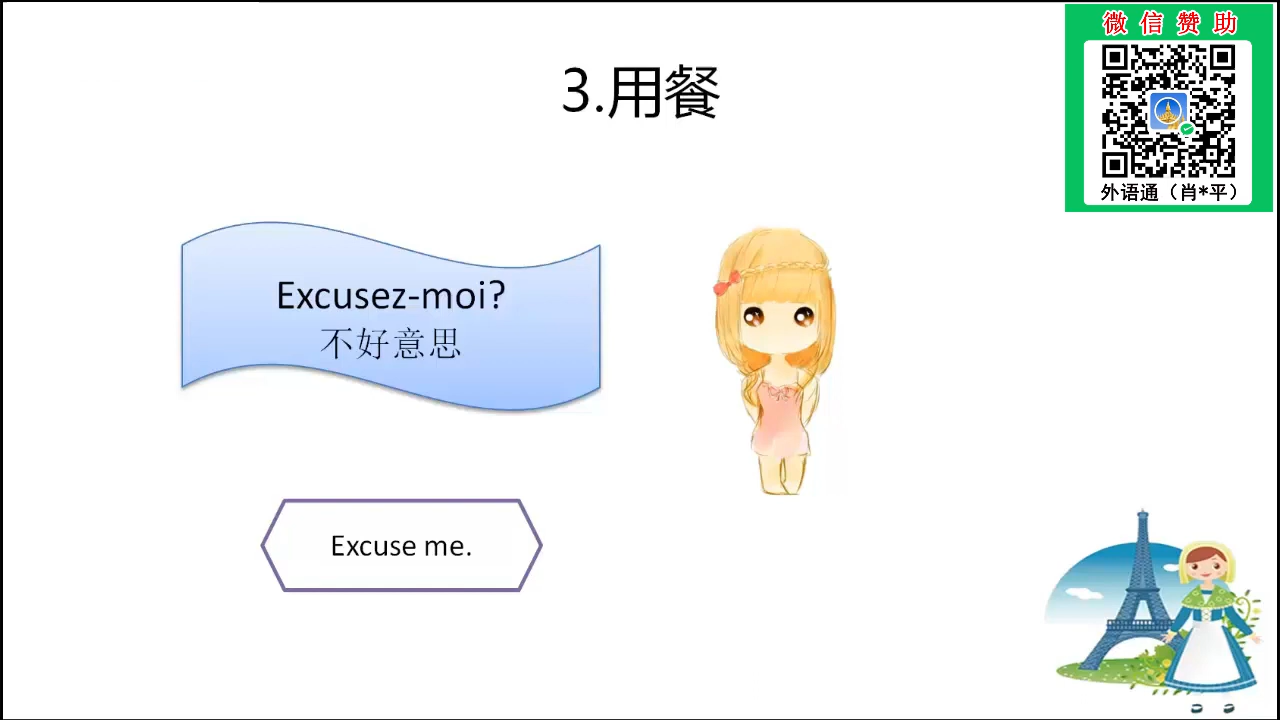 微信赞助
外语通（肖*平）
3.用餐
Excusez-moi?
不好意思
Excuse me.